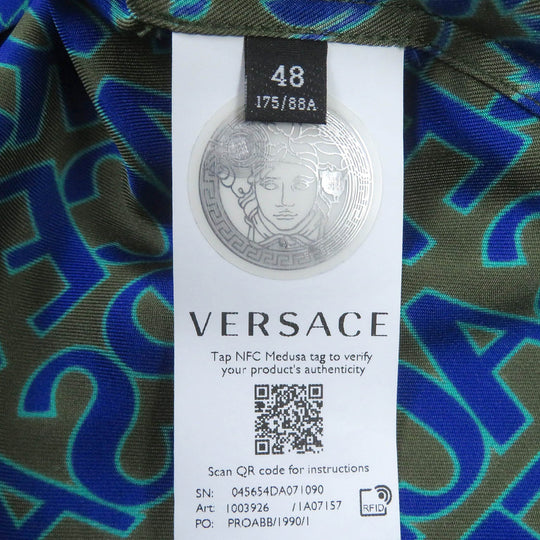 48
175/88A
VERSACE
Tap NFC Medusa tag to verify
your product's authenticity
Scan QR code for instructions
SN: 045654DA071090
Art: 1003926 /1A07157
PO: PROABB/1990/1
RFID